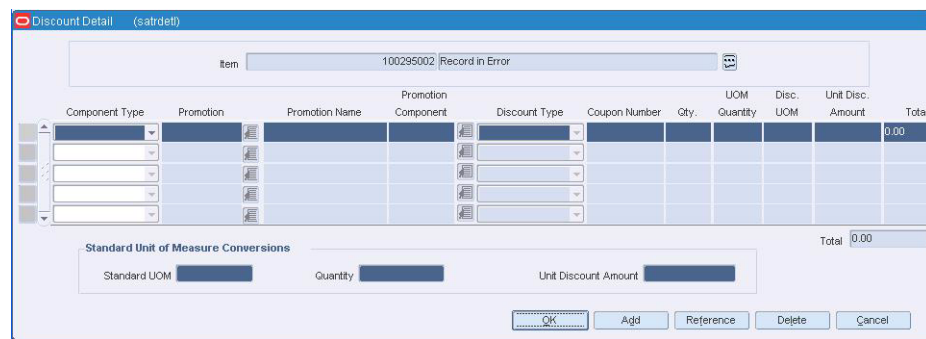 Discount Detail (satrdetl)
Item 100295002 Record in Error
Component Type Promotion Promotion Name Promotion Component Discount Type Coupon Number Qty. UOM Quantity Disc. UOM Unit Disc. Amount Tota
0.00
Total 0.00
Standard Unit of Measure Conversions
Standard UOM Quantity Unit Discount Amount
OK Add Reference Delete Cancel